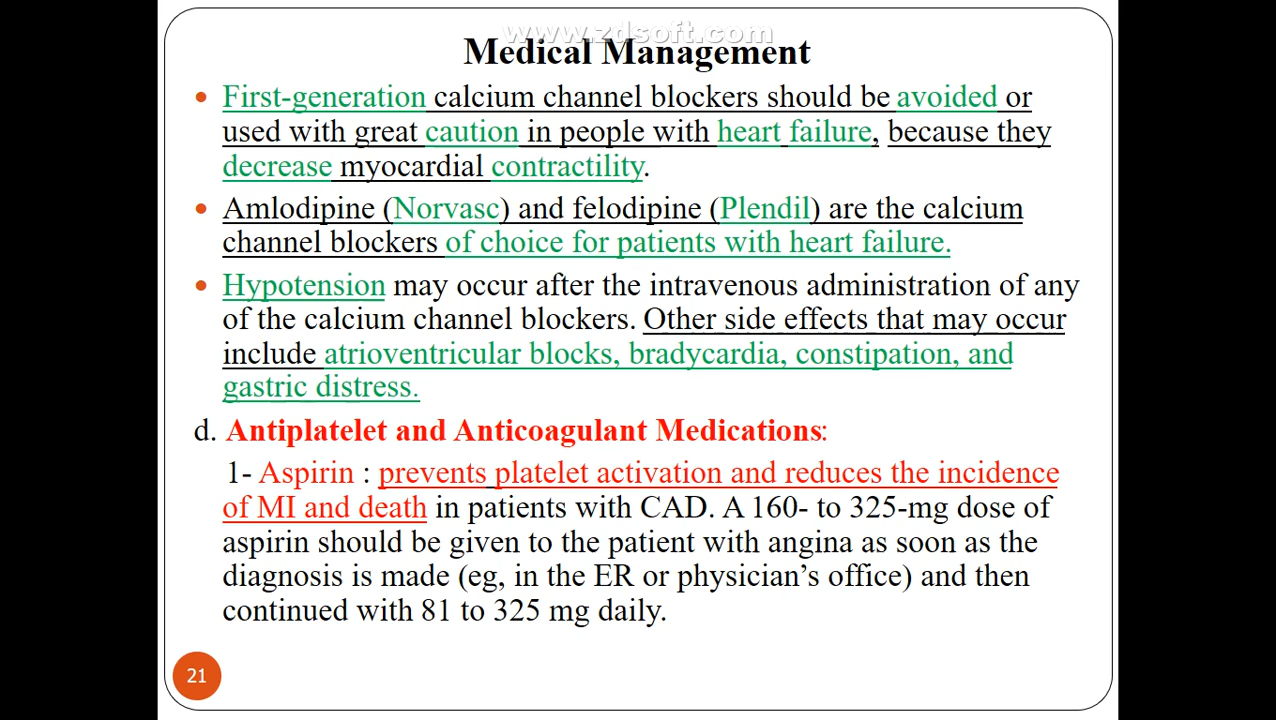 www.zdsoft.com
Medical Management
• First-generation calcium channel blockers should be avoided or
used with great caution in people with heart failure, because they
decrease myocardial contractility.
• Amlodipine (Norvasc) and felodipine (Plendil) are the calcium
channel blockers of choice for patients with heart failure.
• Hypotension may occur after the intravenous administration of any
of the calcium channel blockers. Other side effects that may occur
include atrioventricular blocks, bradycardia, constipation, and
gastric distress.
d. Antiplatelet and Anticoagulant Medications:
1- Aspirin : prevents platelet activation and reduces the incidence
of MI and death in patients with CAD. A 160- to 325-mg dose of
aspirin should be given to the patient with angina as soon as the
diagnosis is made (eg, in the ER or physician’s office) and then
continued with 81 to 325 mg daily.
21